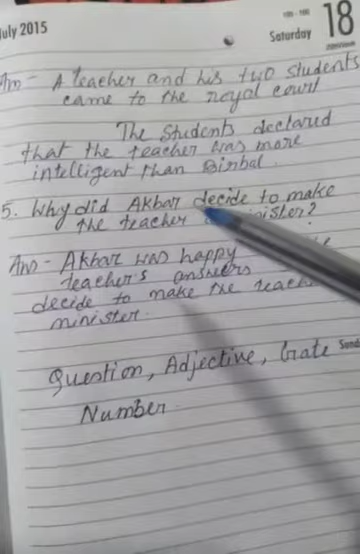 July 2015
Saturday 18
Ans - A teacher and his two students
came to the royal court
The Students declared
that the teacher was more
intelligent than Birbal.
5. Why did Akbar decide to make
the teacher minister?
Ans - Akbar was happy
teacher's answers
decide to make the teacher
minister.
Question, Adjective, Grate
Number